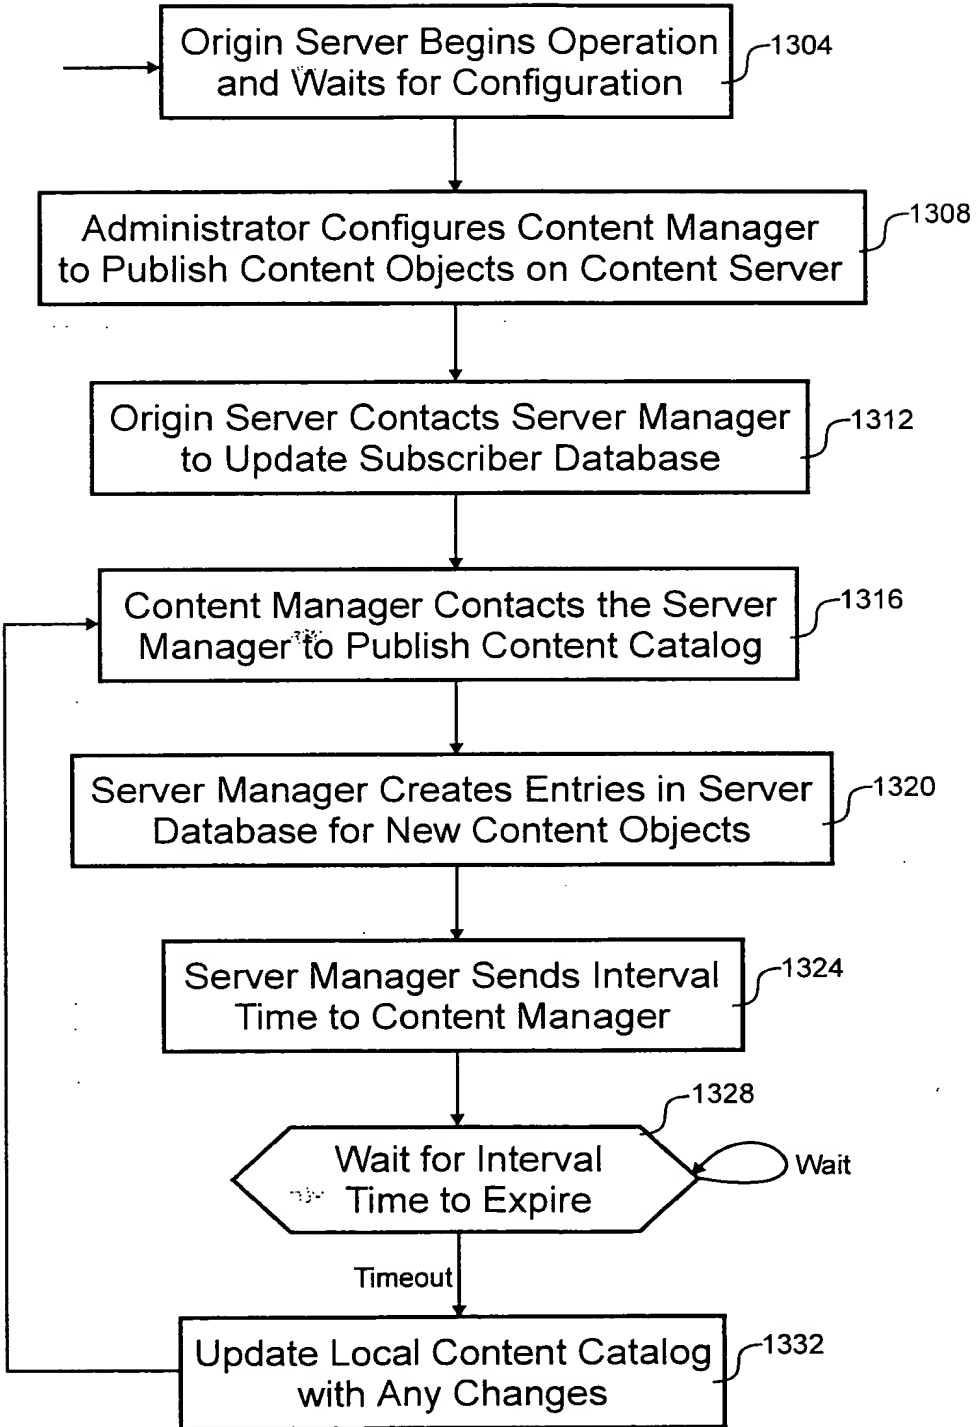 Origin Server Begins Operation
and Waits for Configuration
1304
Administrator Configures Content Manager
to Publish Content Objects on Content Server
1308
Origin Server Contacts Server Manager
to Update Subscriber Database
1312
Content Manager Contacts the Server
Manager to Publish Content Catalog
1316
Server Manager Creates Entries in Server
Database for New Content Objects
1320
Server Manager Sends Interval
Time to Content Manager
1324
1328
Wait for Interval
Time to Expire
Wait
Timeout
Update Local Content Catalog
with Any Changes
1332